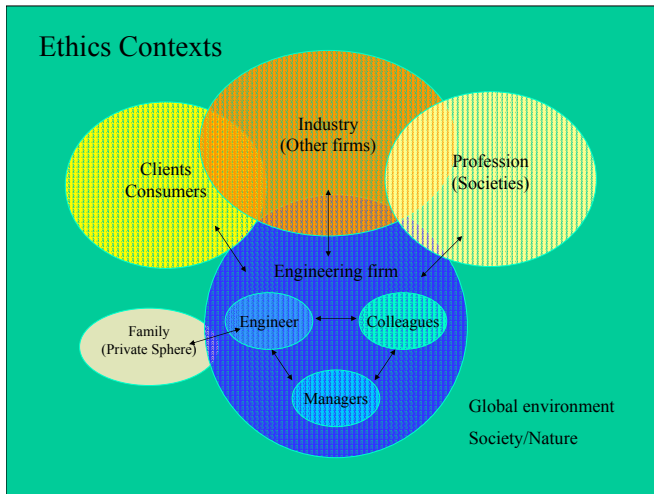 Ethics Contexts
Industry
(Other firms)
Clients
Consumers
Profession
(Societies)
Engineering firm
Engineer
Colleagues
Family
(Private Sphere)
Managers
Global environment
Society/Nature